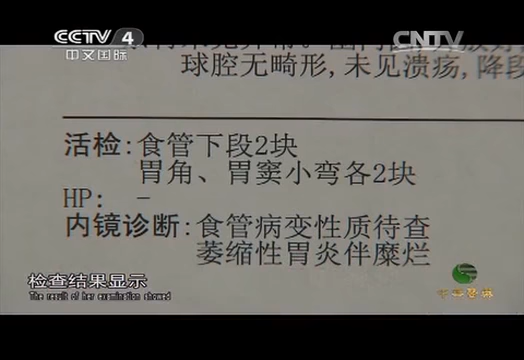 CCTV 4
中文国际
CNTV
球腔无畸形,未见溃疡,降段
活检:食管下段2块
胃角、胃窦小弯各2块
HP: -
内镜诊断:食管病变性质待查
萎缩性胃炎伴糜烂
检查结果显示
The result of her examination showed